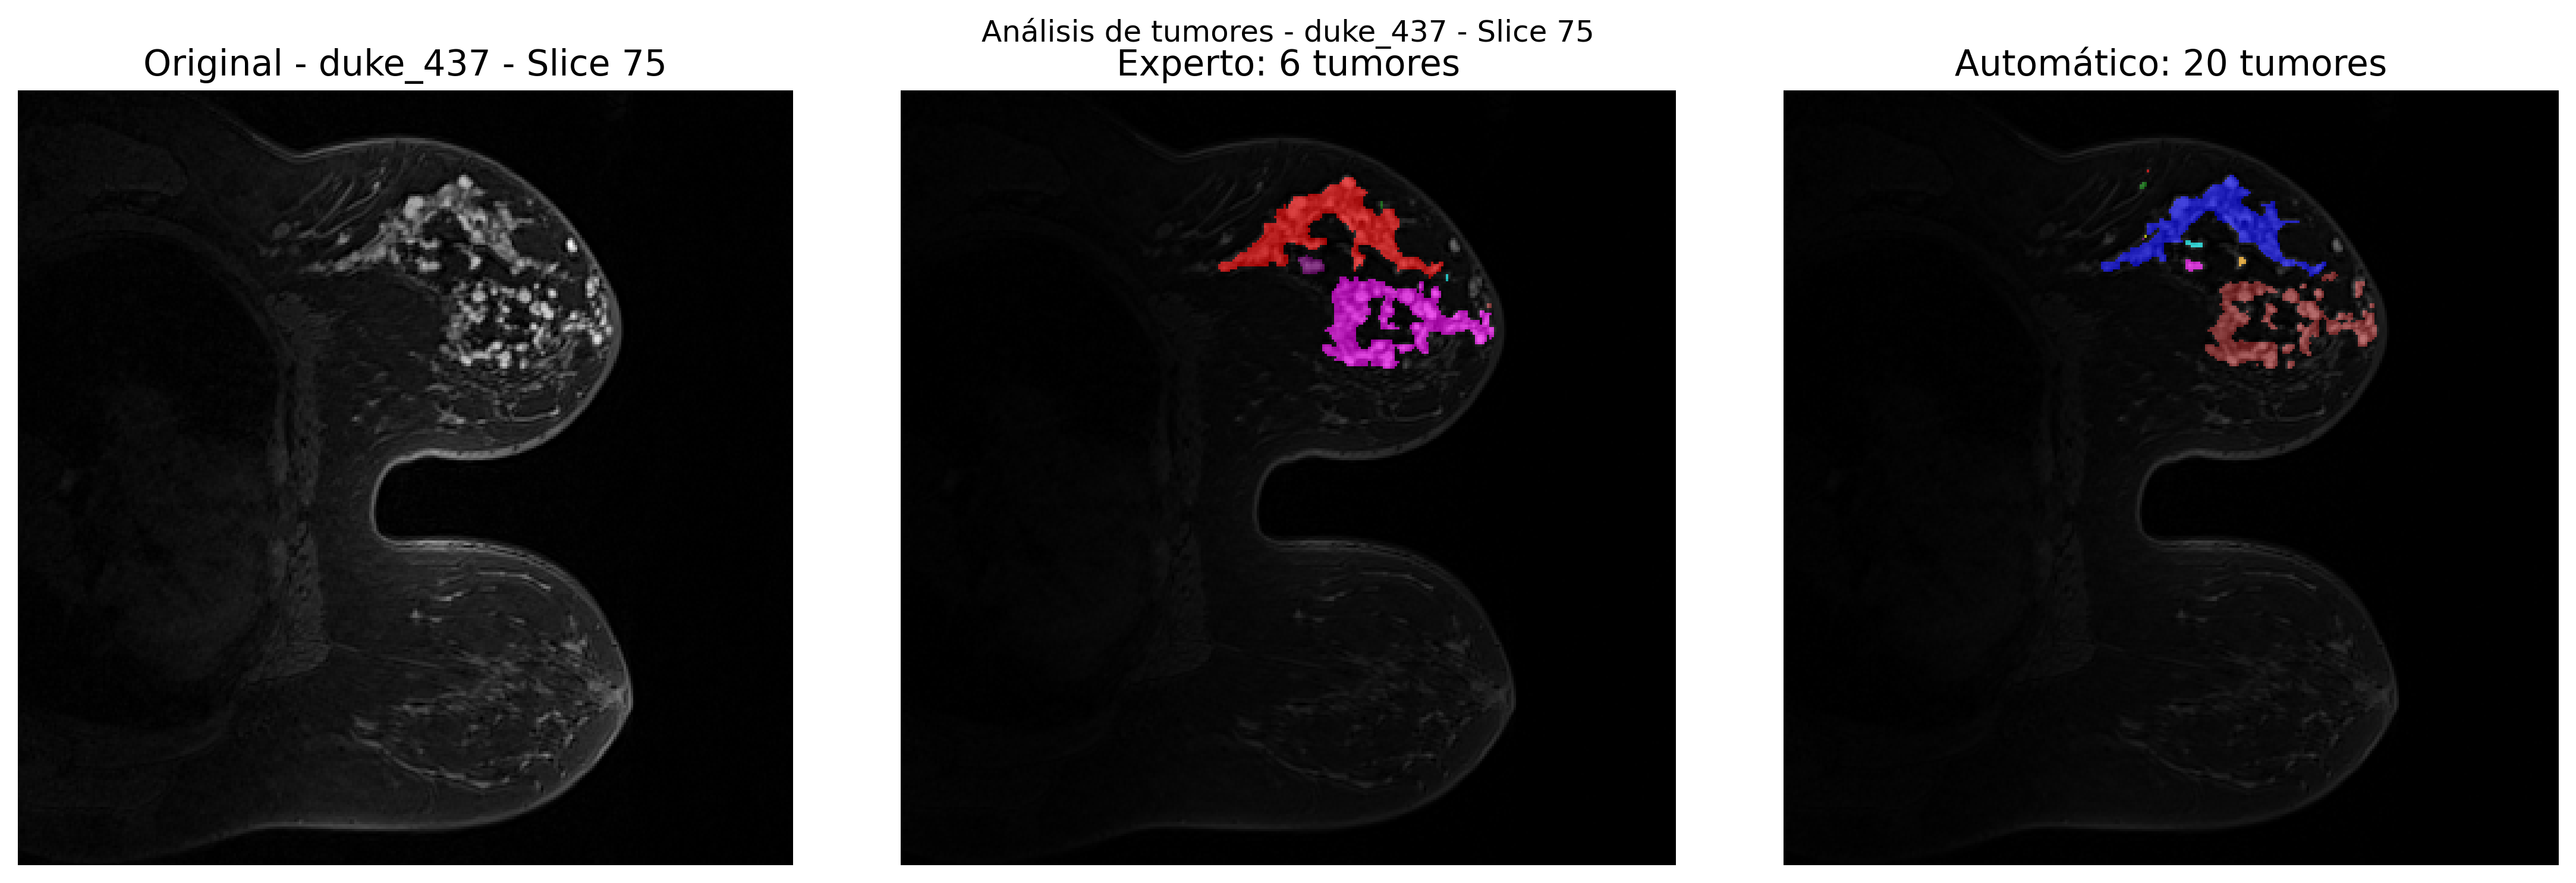 Análisis de tumores - duke_437 - Slice 75
Original - duke_437 - Slice 75
Experto: 6 tumores
Automático: 20 tumores